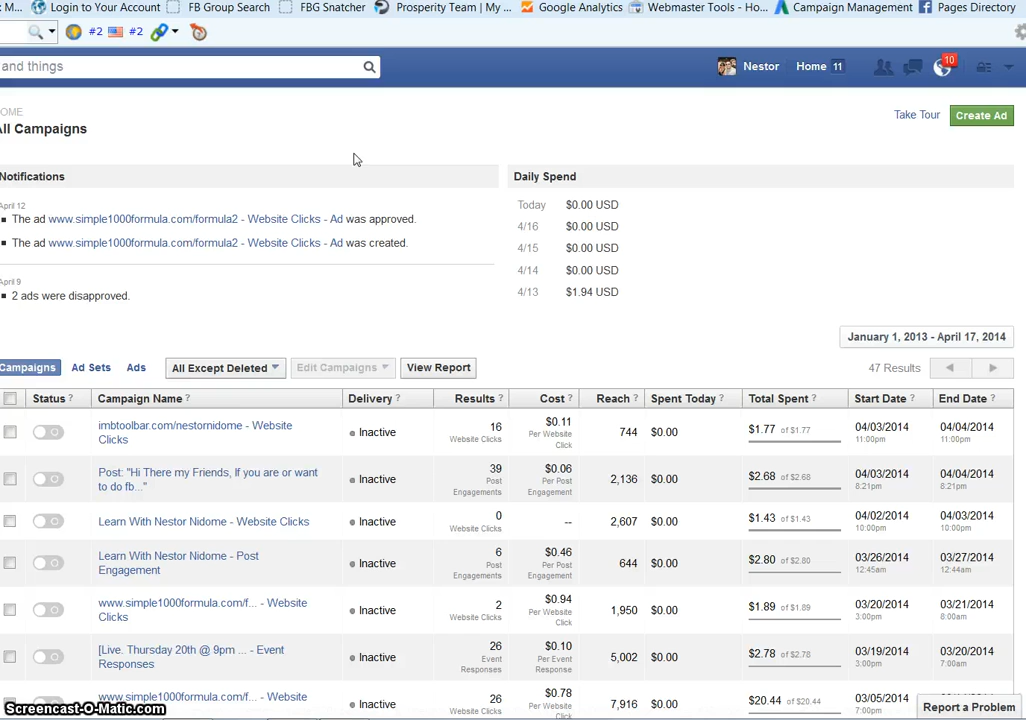 M... Login to Your Account FB Group Search FBG Snatcher Prosperity Team | My ... Google Analytics Webmaster Tools - Ho... Campaign Management Pages Directory
#2 #2
and things Nestor Home 11 10
OME
All Campaigns Take Tour Create Ad
Notifications Daily Spend
April 12 Today $0.00 USD
The ad www.simple1000formula.com/formula2 - Website Clicks - Ad was approved. 4/16 $0.00 USD
The ad www.simple1000formula.com/formula2 - Website Clicks - Ad was created. 4/15 $0.00 USD
4/14 $0.00 USD
April 9 4/13 $1.94 USD
2 ads were disapproved.
January 1, 2013 - April 17, 2014
Campaigns Ad Sets Ads All Except Deleted Edit Campaigns View Report 47 Results
Status ? Campaign Name ? Delivery ? Results ? Cost ? Reach ? Spent Today ? Total Spent ? Start Date ? End Date ?
imbtoolbar.com/nestornidome - Website Clicks Inactive 16 Website Clicks $0.11 Per Website Click 744 $0.00 $1.77 of $1.77 04/03/2014 11:00pm 04/04/2014 11:00pm
Post: "Hi There my Friends, If you are or want to do fb..." Inactive 39 Post Engagements $0.06 Per Post Engagement 2,136 $0.00 $2.68 of $2.68 04/03/2014 8:21pm 04/04/2014 8:21pm
Learn With Nestor Nidome - Website Clicks Inactive 0 Website Clicks -- 2,607 $0.00 $1.43 of $1.43 04/02/2014 10:00pm 04/03/2014 10:00pm
Learn With Nestor Nidome - Post Engagement Inactive 6 Post Engagements $0.46 Per Post Engagement 644 $0.00 $2.80 of $2.80 03/26/2014 12:45am 03/27/2014 12:44am
www.simple1000formula.com/f... - Website Clicks Inactive 2 Website Clicks $0.94 Per Website Click 1,950 $0.00 $1.89 of $1.89 03/20/2014 3:00pm 03/21/2014 8:00am
[Live. Thursday 20th @ 9pm ... - Event Responses Inactive 26 Event Responses $0.10 Per Event Response 5,002 $0.00 $2.78 of $2.78 03/19/2014 3:00pm 03/20/2014 7:00am
www.simple1000formula.com/f... - Website Inactive 26 Website Clicks $0.78 Per Website Click 7,916 $0.00 $20.44 of $20.44 03/05/2014 7:00pm
Screencast-O-Matic.com Report a Problem